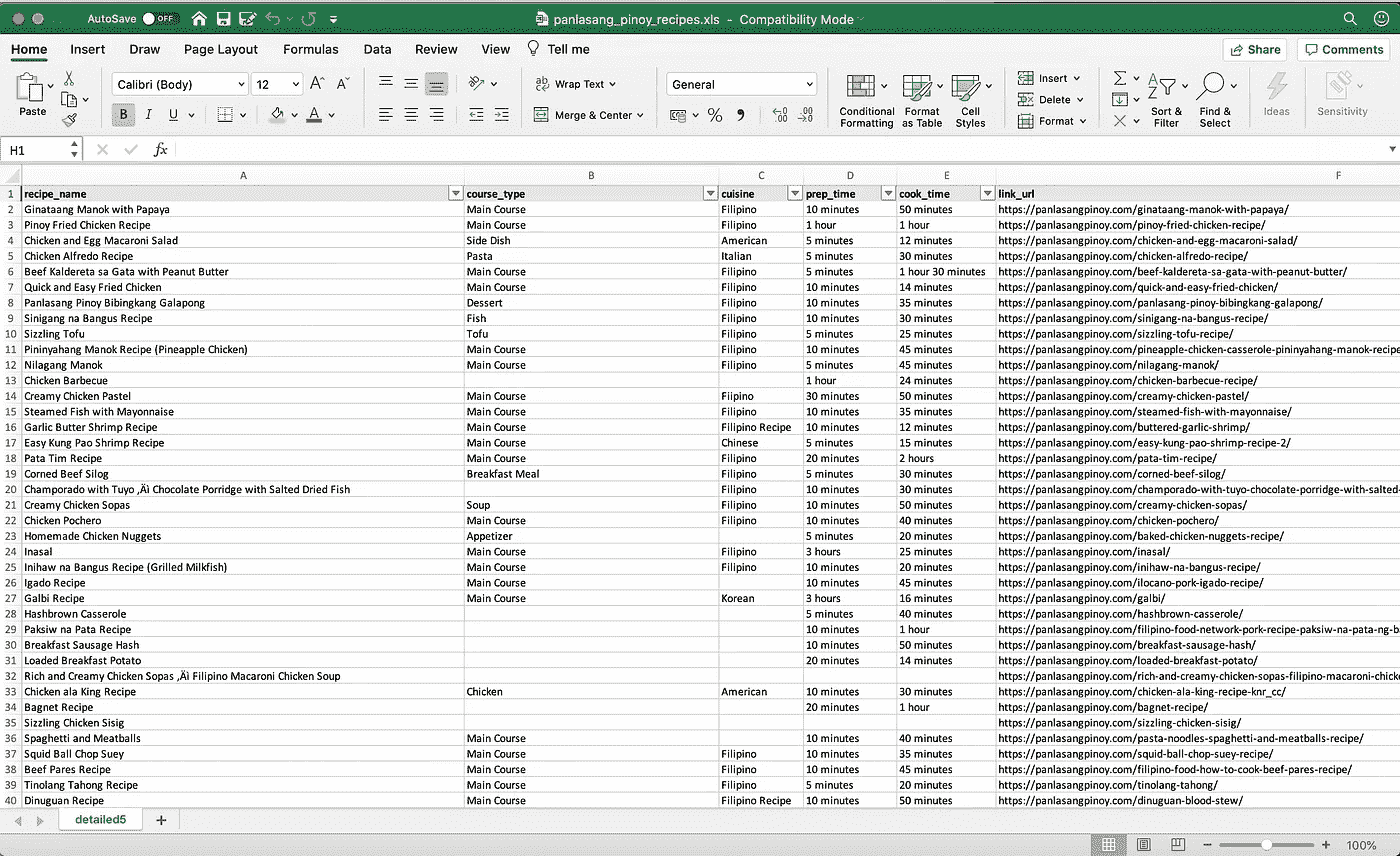 AutoSave OFF panlasang_pinoy_recipes.xls - Compatibility Mode
Home Insert Draw Page Layout Formulas Data Review View Tell me Share Comments
Calibri (Body) 12 Wrap Text General Insert
Paste Merge & Center Conditional Formatting Format as Table Cell Styles Delete Format Sort & Filter Find & Select Ideas Sensitivity
H1 fx
A B C D E F
1 recipe_name course_type cuisine prep_time cook_time link_url
2 Ginataang Manok with Papaya Main Course Filipino 10 minutes 50 minutes https://panlasangpinoy.com/ginataang-manok-with-papaya/
3 Pinoy Fried Chicken Recipe Main Course Filipino 1 hour 1 hour https://panlasangpinoy.com/pinoy-fried-chicken-recipe/
4 Chicken and Egg Macaroni Salad Side Dish American 5 minutes 12 minutes https://panlasangpinoy.com/chicken-and-egg-macaroni-salad/
5 Chicken Alfredo Recipe Pasta Italian 5 minutes 30 minutes https://panlasangpinoy.com/chicken-alfredo-recipe/
6 Beef Kaldereta sa Gata with Peanut Butter Main Course Filipino 5 minutes 1 hour 30 minutes https://panlasangpinoy.com/beef-kaldereta-sa-gata-with-peanut-butter/
7 Quick and Easy Fried Chicken Main Course Filipino 10 minutes 14 minutes https://panlasangpinoy.com/quick-and-easy-fried-chicken/
8 Panlasang Pinoy Bibingkang Galapong Dessert Filipino 10 minutes 35 minutes https://panlasangpinoy.com/panlasang-pinoy-bibingkang-galapong/
9 Sinigang na Bangus Recipe Fish Filipino 10 minutes 30 minutes https://panlasangpinoy.com/sinigang-na-bangus-recipe/
10 Sizzling Tofu Tofu Filipino 5 minutes 25 minutes https://panlasangpinoy.com/sizzling-tofu-recipe/
11 Pininyahang Manok Recipe (Pineapple Chicken) Main Course Filipino 10 minutes 45 minutes https://panlasangpinoy.com/pineapple-chicken-casserole-pininyahang-manok-recipe
12 Nilagang Manok Main Course Filipino 5 minutes 45 minutes https://panlasangpinoy.com/nilagang-manok/
13 Chicken Barbecue 1 hour 24 minutes https://panlasangpinoy.com/chicken-barbecue-recipe/
14 Creamy Chicken Pastel Main Course Fiipino 30 minutes 50 minutes https://panlasangpinoy.com/creamy-chicken-pastel/
15 Steamed Fish with Mayonnaise Main Course Filipino 10 minutes 35 minutes https://panlasangpinoy.com/steamed-fish-with-mayonnaise/
16 Garlic Butter Shrimp Recipe Main Course Filipino Recipe 10 minutes 12 minutes https://panlasangpinoy.com/buttered-garlic-shrimp/
17 Easy Kung Pao Shrimp Recipe Main Course Chinese 5 minutes 15 minutes https://panlasangpinoy.com/easy-kung-pao-shrimp-recipe-2/
18 Pata Tim Recipe Main Course Filipino 20 minutes 2 hours https://panlasangpinoy.com/pata-tim-recipe/
19 Corned Beef Silog Breakfast Meal Filipino 5 minutes 30 minutes https://panlasangpinoy.com/corned-beef-silog/
20 Champorado with Tuyo ‚Äì Chocolate Porridge with Salted Dried Fish Filipino 10 minutes 30 minutes https://panlasangpinoy.com/champorado-with-tuyo-chocolate-porridge-with-salted-
21 Creamy Chicken Sopas Soup Filipino 10 minutes 50 minutes https://panlasangpinoy.com/creamy-chicken-sopas/
22 Chicken Pochero Main Course Filipino 10 minutes 40 minutes https://panlasangpinoy.com/chicken-pochero/
23 Homemade Chicken Nuggets Appetizer 5 minutes 20 minutes https://panlasangpinoy.com/baked-chicken-nuggets-recipe/
24 Inasal Main Course Filipino 3 hours 25 minutes https://panlasangpinoy.com/inasal/
25 Inihaw na Bangus Recipe (Grilled Milkfish) Main Course Filipino 10 minutes 20 minutes https://panlasangpinoy.com/inihaw-na-bangus-recipe/
26 Igado Recipe Main Course 10 minutes 45 minutes https://panlasangpinoy.com/ilocano-pork-igado-recipe/
27 Galbi Recipe Main Course Korean 3 hours 16 minutes https://panlasangpinoy.com/galbi/
28 Hashbrown Casserole 5 minutes 40 minutes https://panlasangpinoy.com/hashbrown-casserole/
29 Paksiw na Pata Recipe 10 minutes 1 hour https://panlasangpinoy.com/filipino-food-network-pork-recipe-paksiw-na-pata-ng-b
30 Breakfast Sausage Hash 10 minutes 50 minutes https://panlasangpinoy.com/breakfast-sausage-hash/
31 Loaded Breakfast Potato 20 minutes 14 minutes https://panlasangpinoy.com/loaded-breakfast-potato/
32 Rich and Creamy Chicken Sopas ‚Äì Filipino Macaroni Chicken Soup https://panlasangpinoy.com/rich-and-creamy-chicken-sopas-filipino-macaroni-chick
33 Chicken ala King Recipe Chicken American 10 minutes 30 minutes https://panlasangpinoy.com/chicken-ala-king-recipe-knr_cc/
34 Bagnet Recipe 20 minutes 1 hour https://panlasangpinoy.com/bagnet-recipe/
35 Sizzling Chicken Sisig https://panlasangpinoy.com/sizzling-chicken-sisig/
36 Spaghetti and Meatballs Main Course 10 minutes 40 minutes https://panlasangpinoy.com/pasta-noodles-spaghetti-and-meatballs-recipe/
37 Squid Ball Chop Suey Main Course Filipino 10 minutes 35 minutes https://panlasangpinoy.com/squid-ball-chop-suey-recipe/
38 Beef Pares Recipe Main Course Filipino 10 minutes 45 minutes https://panlasangpinoy.com/filipino-food-how-to-cook-beef-pares-recipe/
39 Tinolang Tahong Recipe Main Course Filipino 5 minutes 20 minutes https://panlasangpinoy.com/tinolang-tahong/
40 Dinuguan Recipe Main Course Filipino Recipe 10 minutes 50 minutes https://panlasangpinoy.com/dinuguan-blood-stew/
detailed5
100%